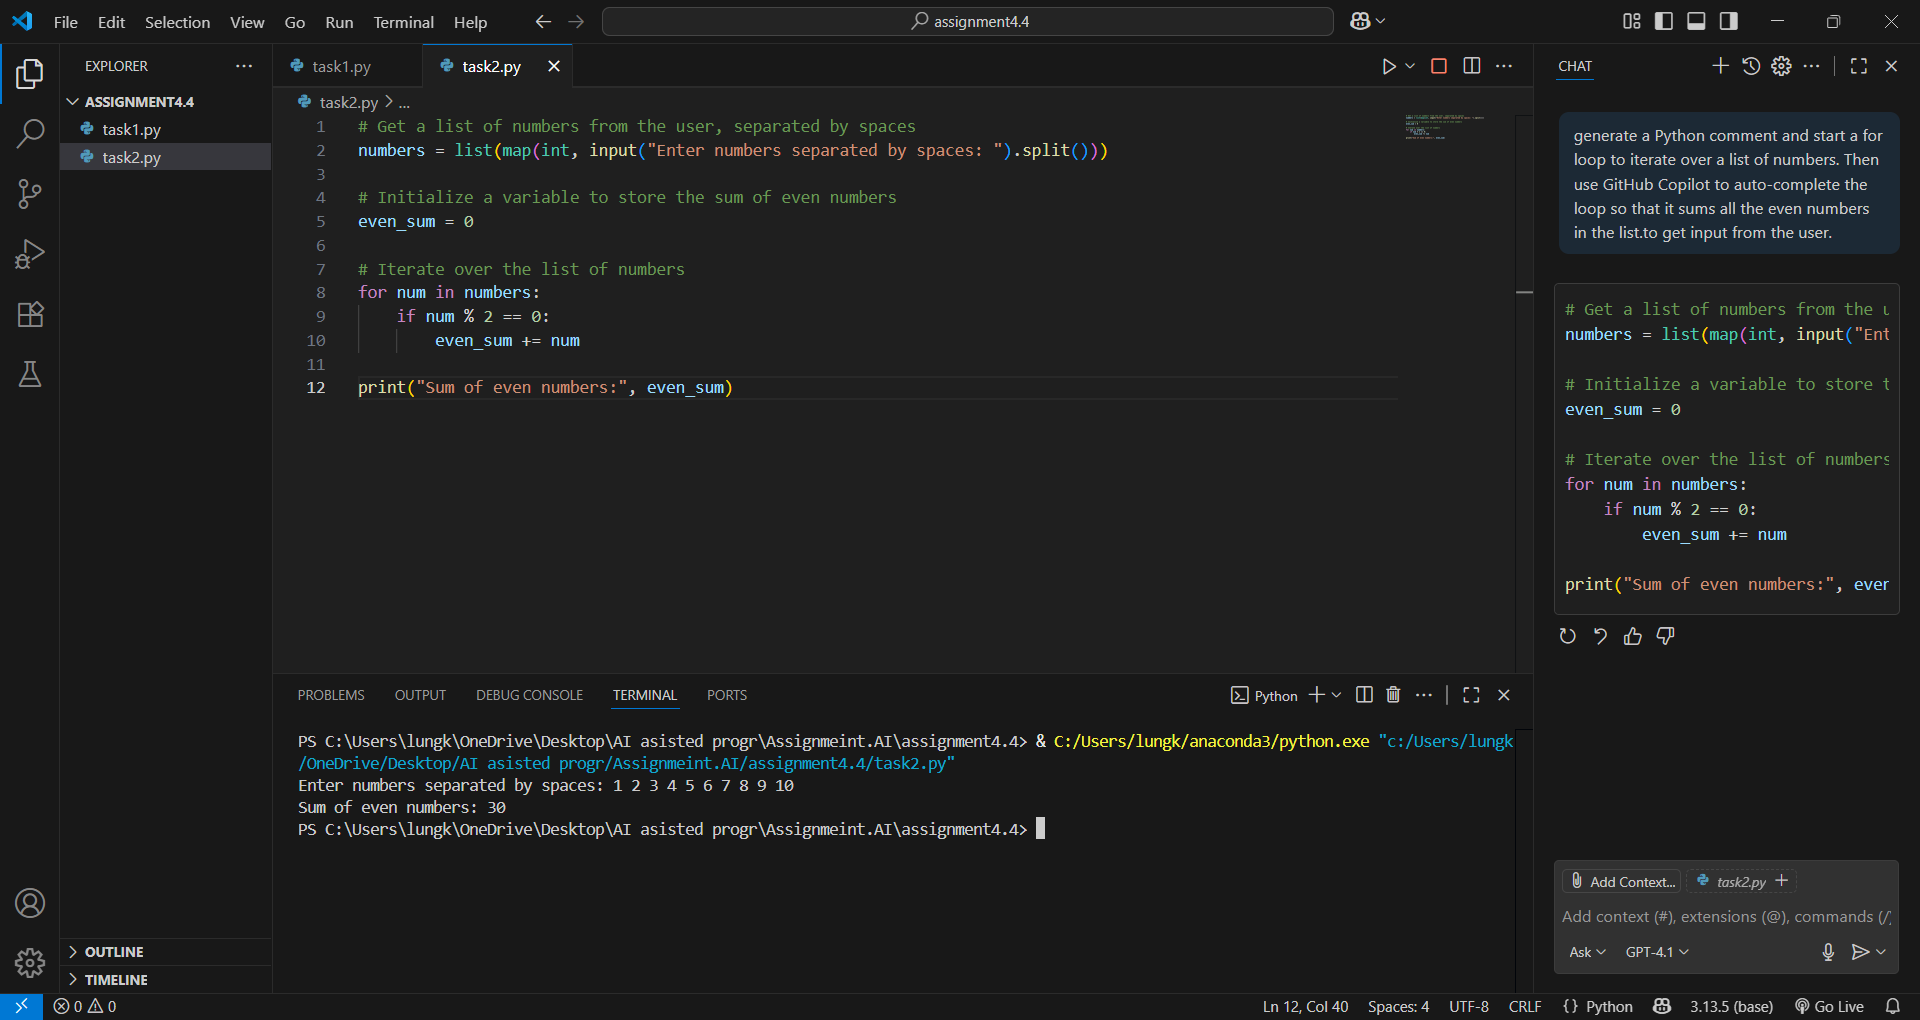 File Edit Selection View Go Run Terminal Help
assignment4.4
EXPLORER
ASSIGNMENT4.4
task1.py
task2.py
OUTLINE
TIMELINE
task1.py
task2.py
task2.py > ...
1 # Get a list of numbers from the user, separated by spaces
2 numbers = list(map(int, input("Enter numbers separated by spaces: ").split()))
3
4 # Initialize a variable to store the sum of even numbers
5 even_sum = 0
6
7 # Iterate over the list of numbers
8 for num in numbers:
9 if num % 2 == 0:
10 even_sum += num
11
12 print("Sum of even numbers:", even_sum)
PROBLEMS OUTPUT DEBUG CONSOLE TERMINAL PORTS
Python
PS C:\Users\lungk\OneDrive\Desktop\AI asisted progr\Assignmeint.AI\assignment4.4> & C:/Users/lungk/anaconda3/python.exe "c:/Users/lungk
/OneDrive/Desktop/AI asisted progr/Assignmeint.AI/assignment4.4/task2.py"
Enter numbers separated by spaces: 1 2 3 4 5 6 7 8 9 10
Sum of even numbers: 30
PS C:\Users\lungk\OneDrive\Desktop\AI asisted progr\Assignmeint.AI\assignment4.4>
CHAT
generate a Python comment and start a for
loop to iterate over a list of numbers. Then
use GitHub Copilot to auto-complete the
loop so that it sums all the even numbers
in the list.to get input from the user.
# Get a list of numbers from the u
numbers = list(map(int, input("Ent
# Initialize a variable to store t
even_sum = 0
# Iterate over the list of numbers
for num in numbers:
if num % 2 == 0:
even_sum += num
print("Sum of even numbers:", even
Add Context... task2.py +
Add context (#), extensions (@), commands (/)
Ask GPT-4.1
0 0
Ln 12, Col 40 Spaces: 4 UTF-8 CRLF {} Python 3.13.5 (base) Go Live